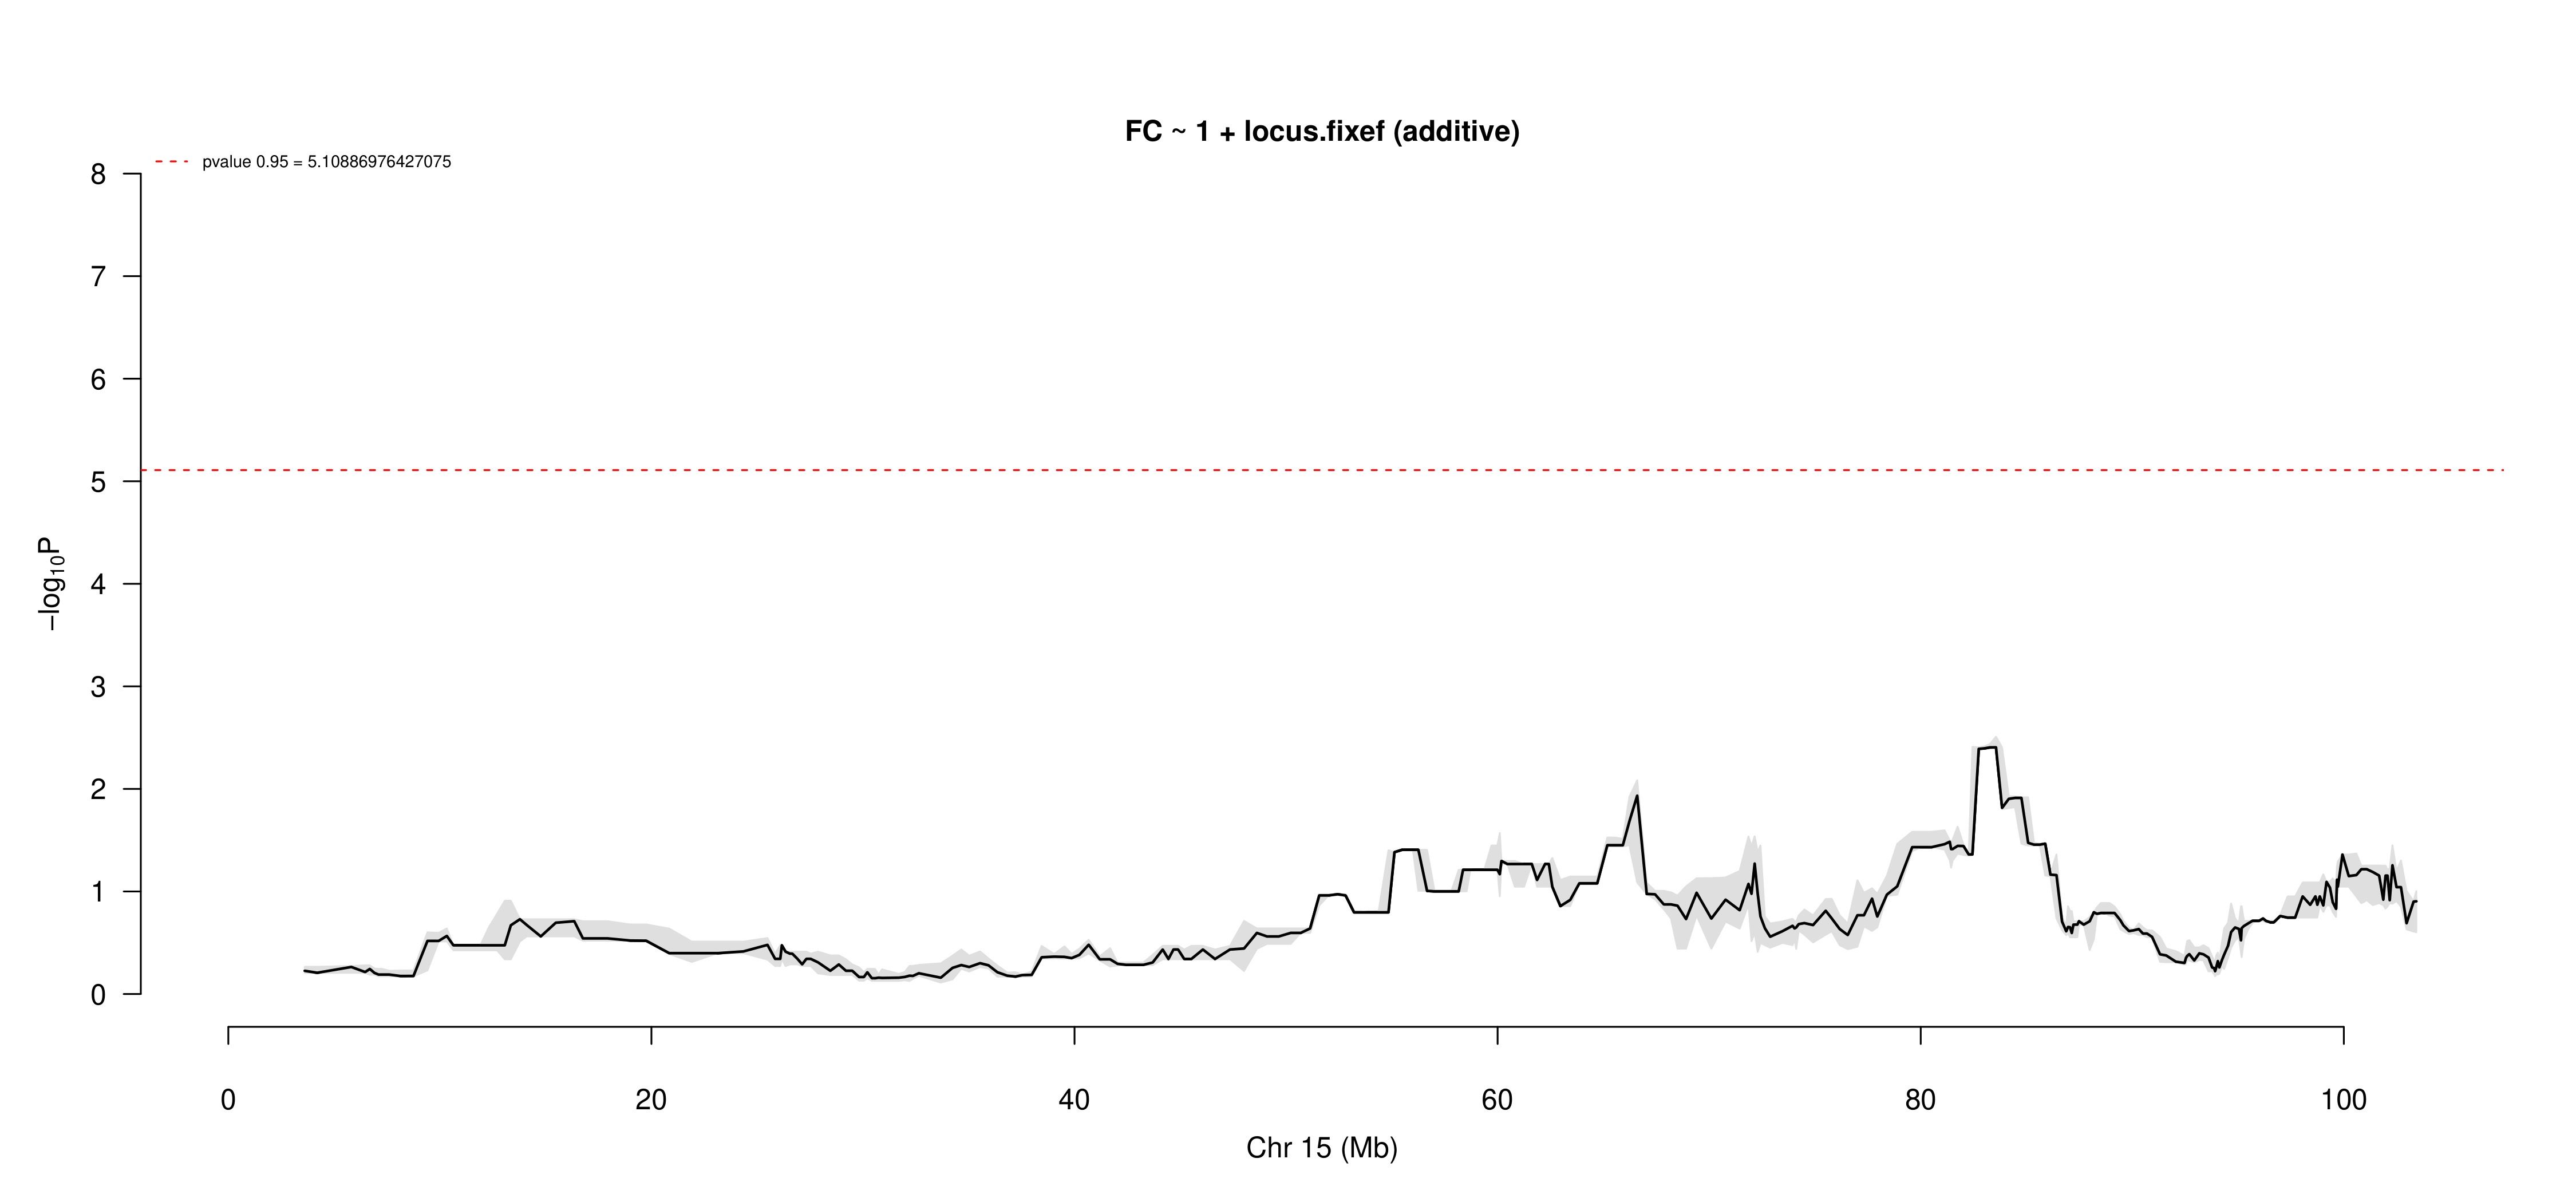 FC ~ 1 + locus.fixef (additive)
pvalue 0.95 = 5.10886976427075
8
7
6
5
4
3
2
1
0
−log10P
0 20 40 60 80 100
Chr 15 (Mb)